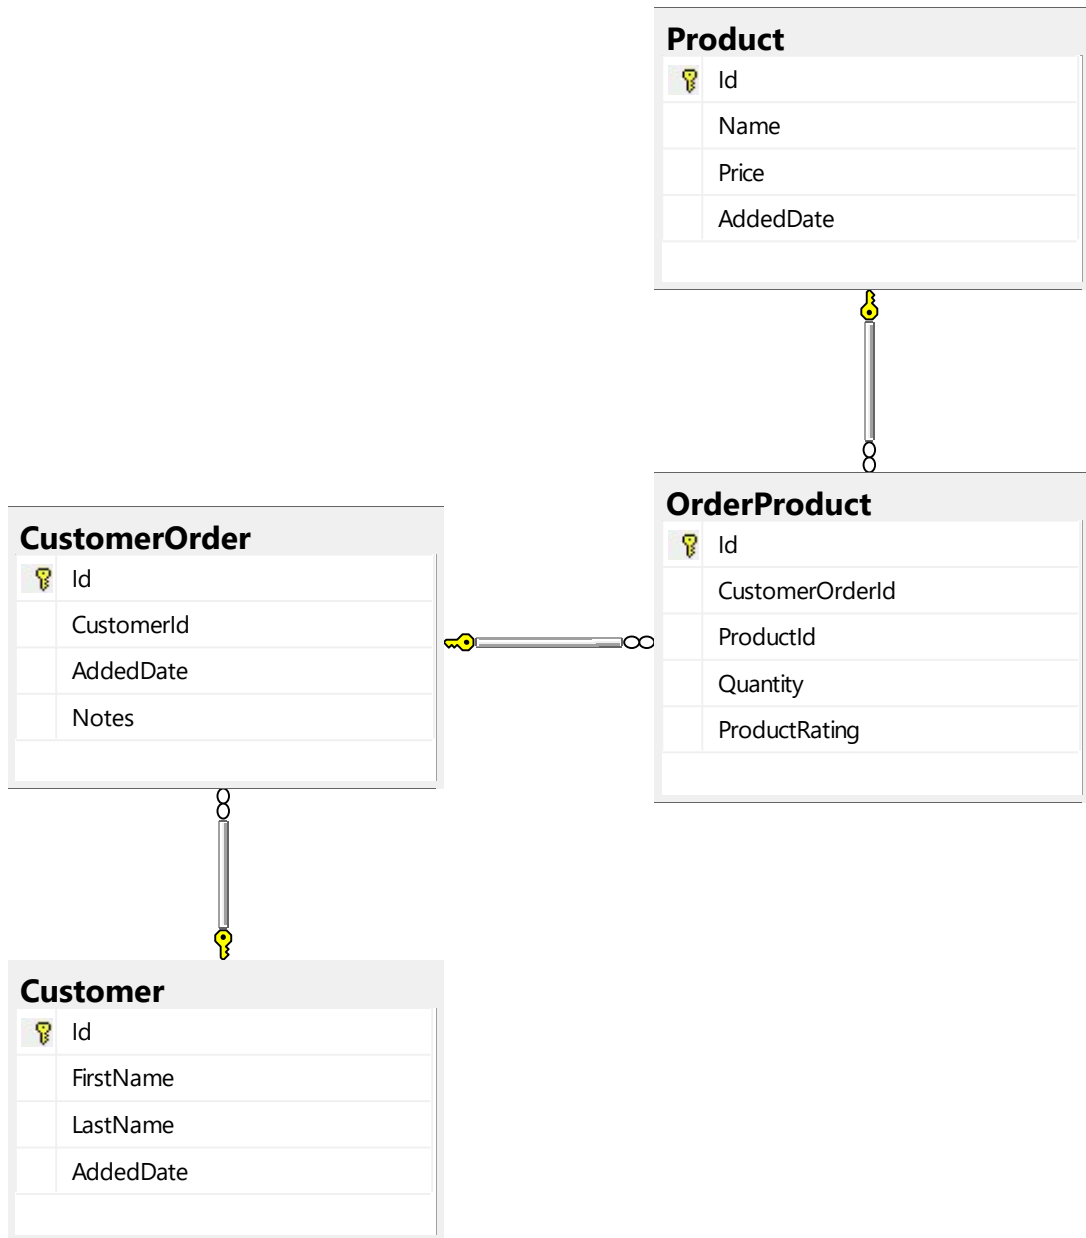 Product
Id
Name
Price
AddedDate
OrderProduct
Id
CustomerOrderId
ProductId
Quantity
ProductRating
CustomerOrder
Id
CustomerId
AddedDate
Notes
Customer
Id
FirstName
LastName
AddedDate